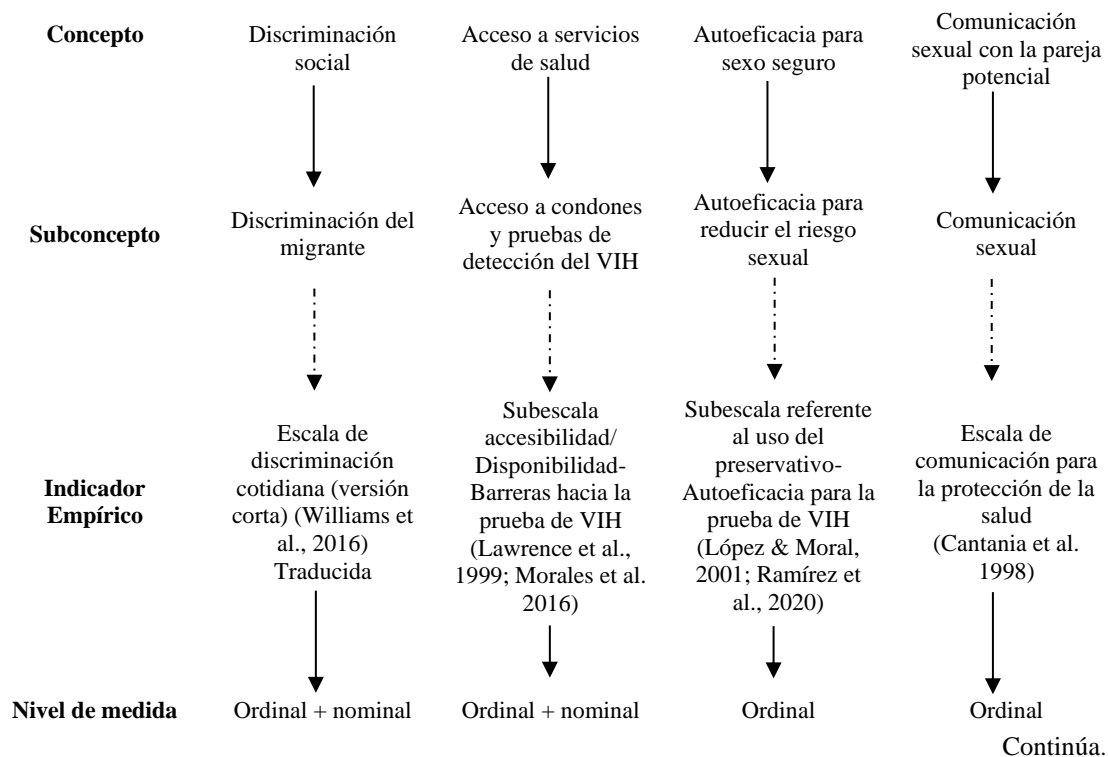 Concepto
Discriminación
social
Acceso a servicios
de salud
Autoeficacia para
sexo seguro
Comunicación
sexual con la pareja
potencial
Subconcepto
Discriminación del
migrante
Acceso a condones
y pruebas de
detección del VIH
Autoeficacia para
reducir el riesgo
sexual
Comunicación
sexual
Indicador
Empírico
Escala de
discriminación
cotidiana (versión
corta) (Williams et
al., 2016)
Traducida
Subescala
accesibilidad/
Disponibilidad-
Barreras hacia la
prueba de VIH
(Lawrence et al.,
1999; Morales et al.
2016)
Subescala referente
al uso del
preservativo-
Autoeficacia para la
prueba de VIH
(López & Moral,
2001; Ramírez et
al., 2020)
Escala de
comunicación para
la protección de la
salud
(Cantania et al.
1998)
Nivel de medida
Ordinal + nominal
Ordinal + nominal
Ordinal
Ordinal
Continúa.